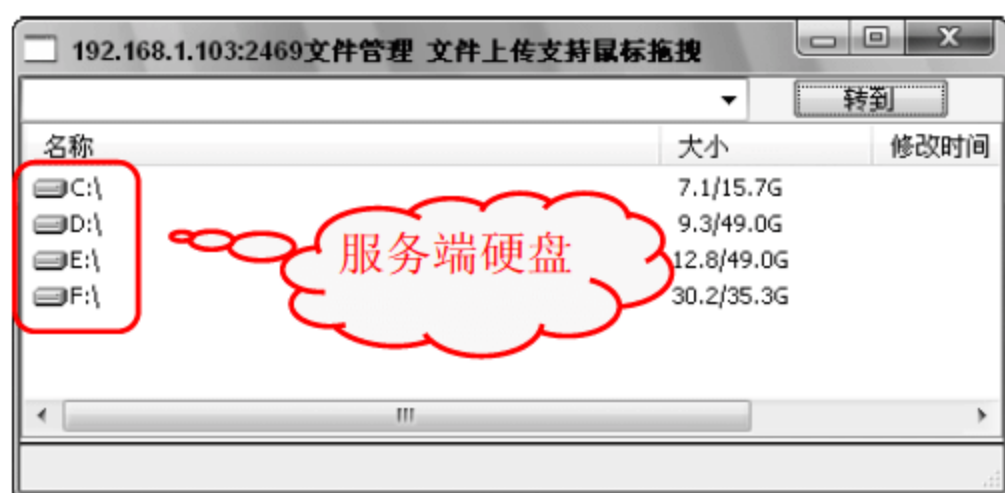 192.168.1.103:2469文件管理 文件上传支持鼠标拖拽
转到
名称 大小 修改时间
C:\ 7.1/15.7G
D:\ 9.3/49.0G
E:\ 12.8/49.0G
F:\ 30.2/35.3G
服务端硬盘